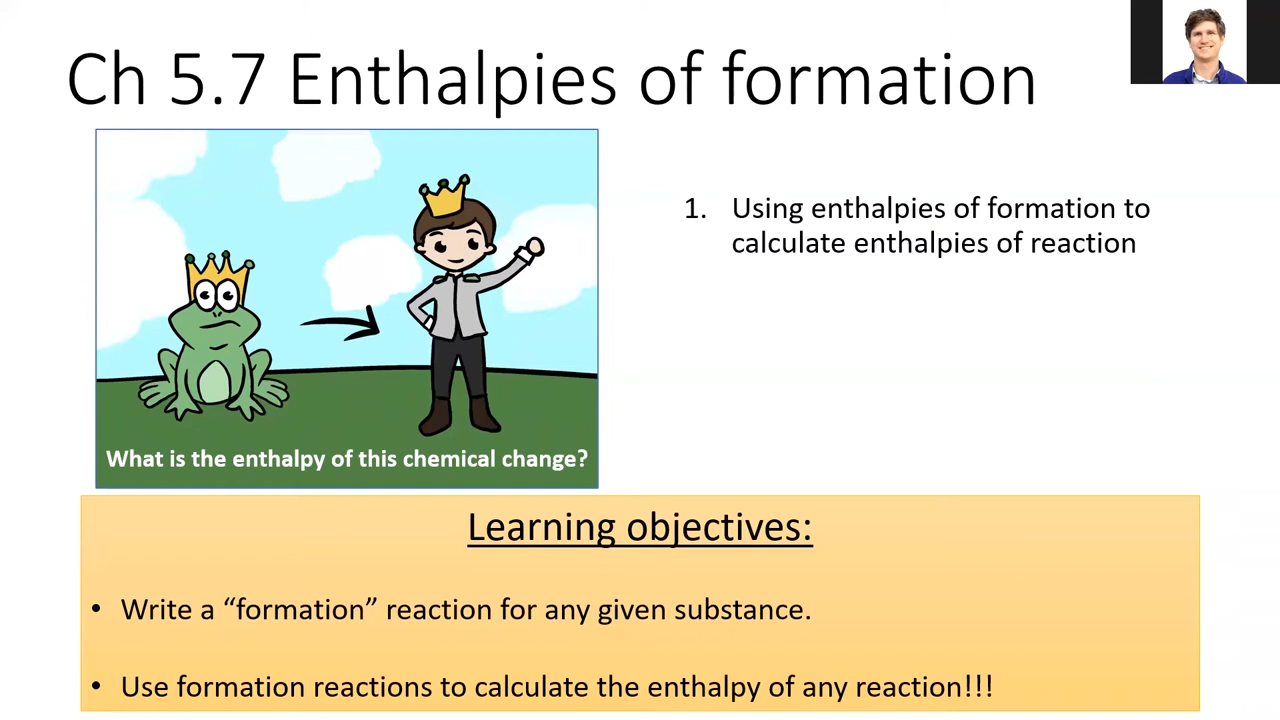 Ch 5.7 Enthalpies of formation
What is the enthalpy of this chemical change?
1. Using enthalpies of formation to
calculate enthalpies of reaction
Learning objectives:
• Write a “formation” reaction for any given substance.
• Use formation reactions to calculate the enthalpy of any reaction!!!